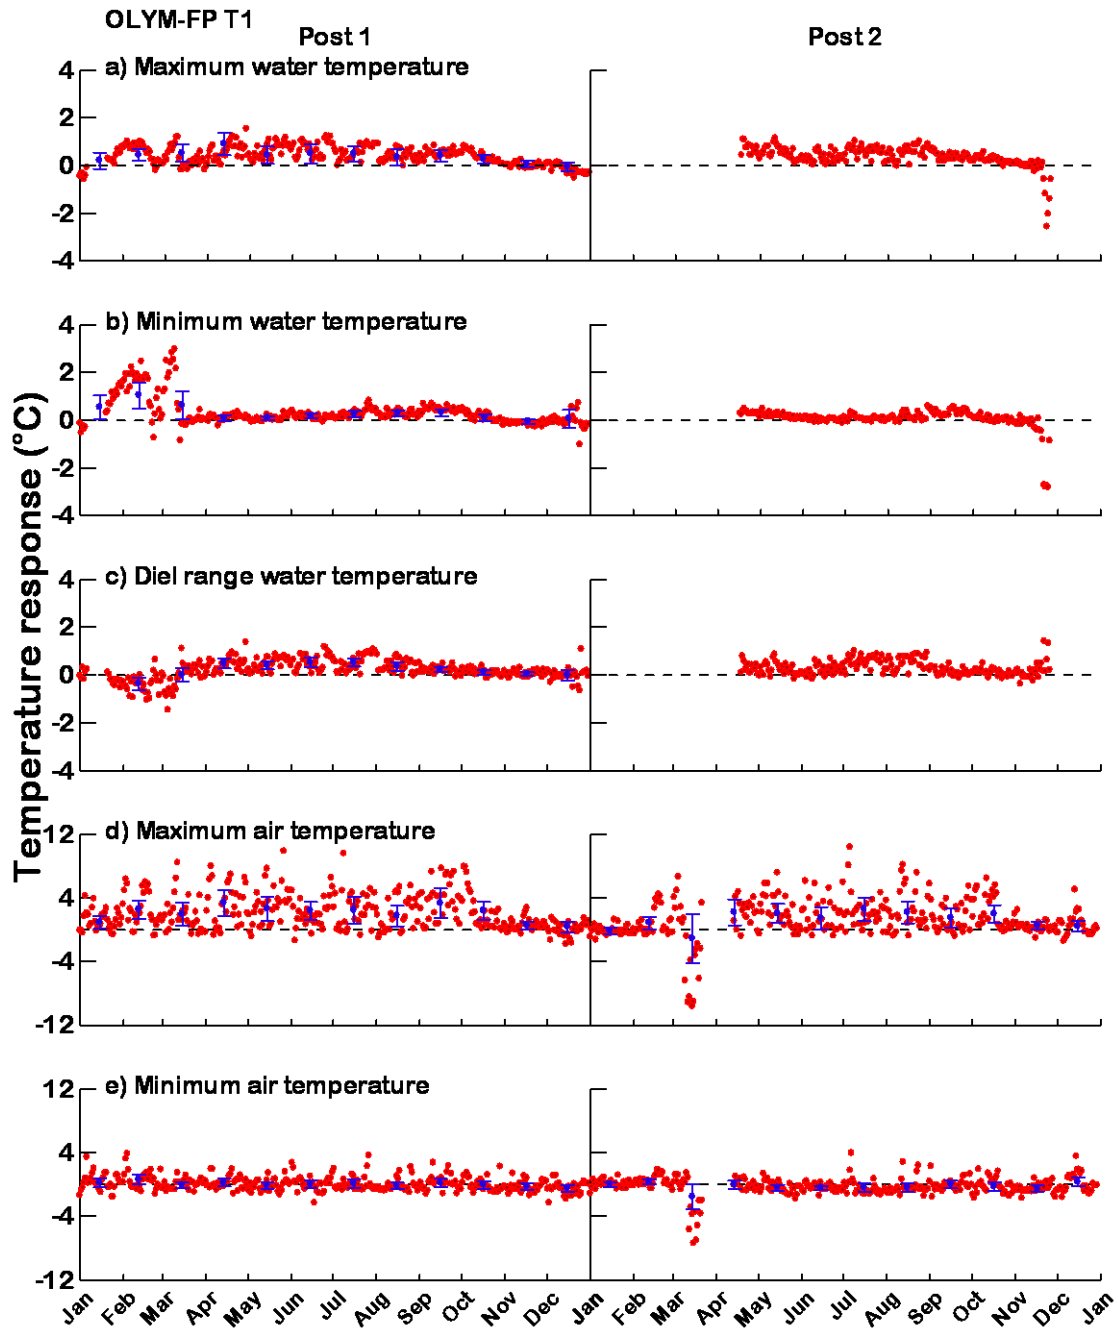 OLYM-FP T1
Post 1
Post 2
a) Maximum water temperature
4
2
0
-2
-4
b) Minimum water temperature
4
2
0
-2
-4
c) Diel range water temperature
4
2
0
-2
-4
d) Maximum air temperature
12
4
-4
-12
e) Minimum air temperature
12
4
-4
-12
Temperature response (°C)
Jan Feb Mar Apr May Jun Jul Aug Sep Oct Nov Dec Jan Feb Mar Apr May Jun Jul Aug Sep Oct Nov Dec Jan